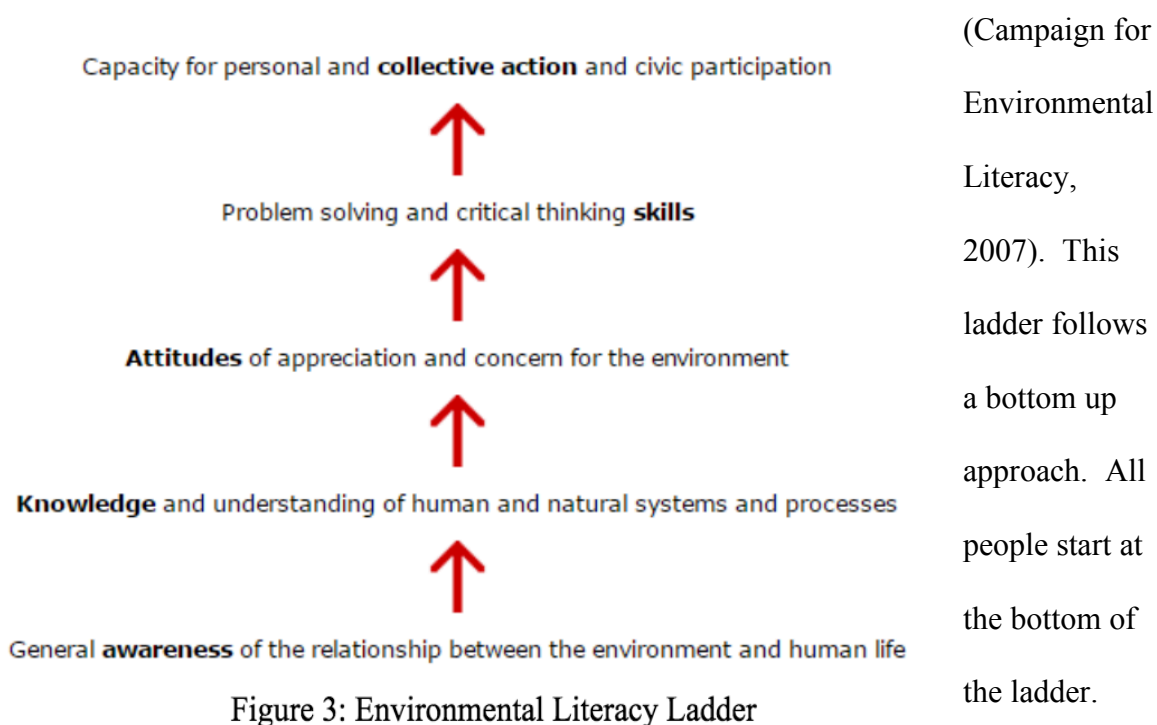 Capacity for personal and collective action and civic participation
Problem solving and critical thinking skills
Attitudes of appreciation and concern for the environment
Knowledge and understanding of human and natural systems and processes
General awareness of the relationship between the environment and human life
Figure 3: Environmental Literacy Ladder
(Campaign for
Environmental
Literacy,
2007).  This
ladder follows
a bottom up
approach.  All
people start at
the bottom of
the ladder.